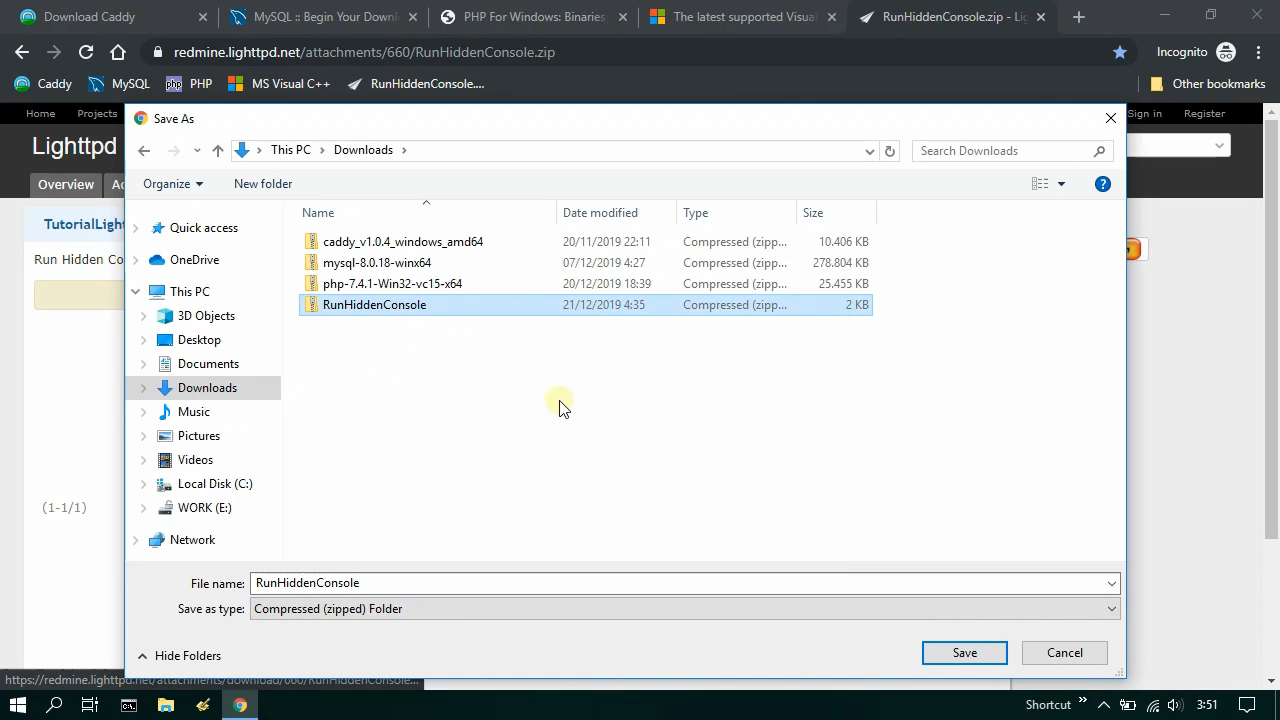 Download Caddy
MySQL :: Begin Your Downl
PHP For Windows: Binaries
The latest supported Visua
RunHiddenConsole.zip - Li
redmine.lighttpd.net/attachments/660/RunHiddenConsole.zip
Incognito
Caddy
MySQL
PHP
MS Visual C++
RunHiddenConsole....
Other bookmarks
Home
Projects
Sign in
Register
Lighttpd
Overview
TutorialLight
Run Hidden Co
(1-1/1)
Save As
This PC > Downloads >
Search Downloads
Organize
New folder
Name
Date modified
Type
Size
Quick access
OneDrive
This PC
3D Objects
Desktop
Documents
Downloads
Music
Pictures
Videos
Local Disk (C:)
WORK (E:)
Network
caddy_v1.0.4_windows_amd64 20/11/2019 22:11 Compressed (zipp... 10.406 KB
mysql-8.0.18-winx64 07/12/2019 4:27 Compressed (zipp... 278.804 KB
php-7.4.1-Win32-vc15-x64 20/12/2019 18:39 Compressed (zipp... 25.455 KB
RunHiddenConsole 21/12/2019 4:35 Compressed (zipp... 2 KB
File name: RunHiddenConsole
Save as type: Compressed (zipped) Folder
Hide Folders
Save
Cancel
https://redmine.lighttpd.net/attachments/download/660/RunHiddenConsole...
Shortcut
3:51